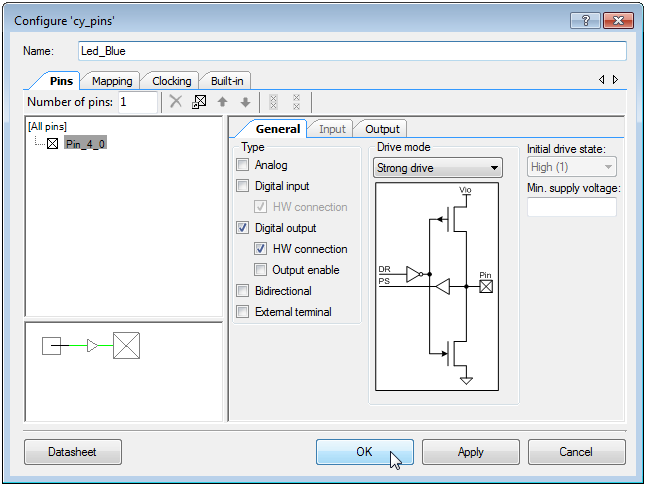 Configure 'cy_pins'
Name: Led_Blue
Pins Mapping Clocking Built-in
Number of pins: 1
[All pins]
Pin_4_0
General Input Output
Type
Analog
Digital input
HW connection
Digital output
HW connection
Output enable
Bidirectional
External terminal
Drive mode
Strong drive
Vio
DR
PS
Pin
Initial drive state:
High (1)
Min. supply voltage:
Datasheet OK Apply Cancel